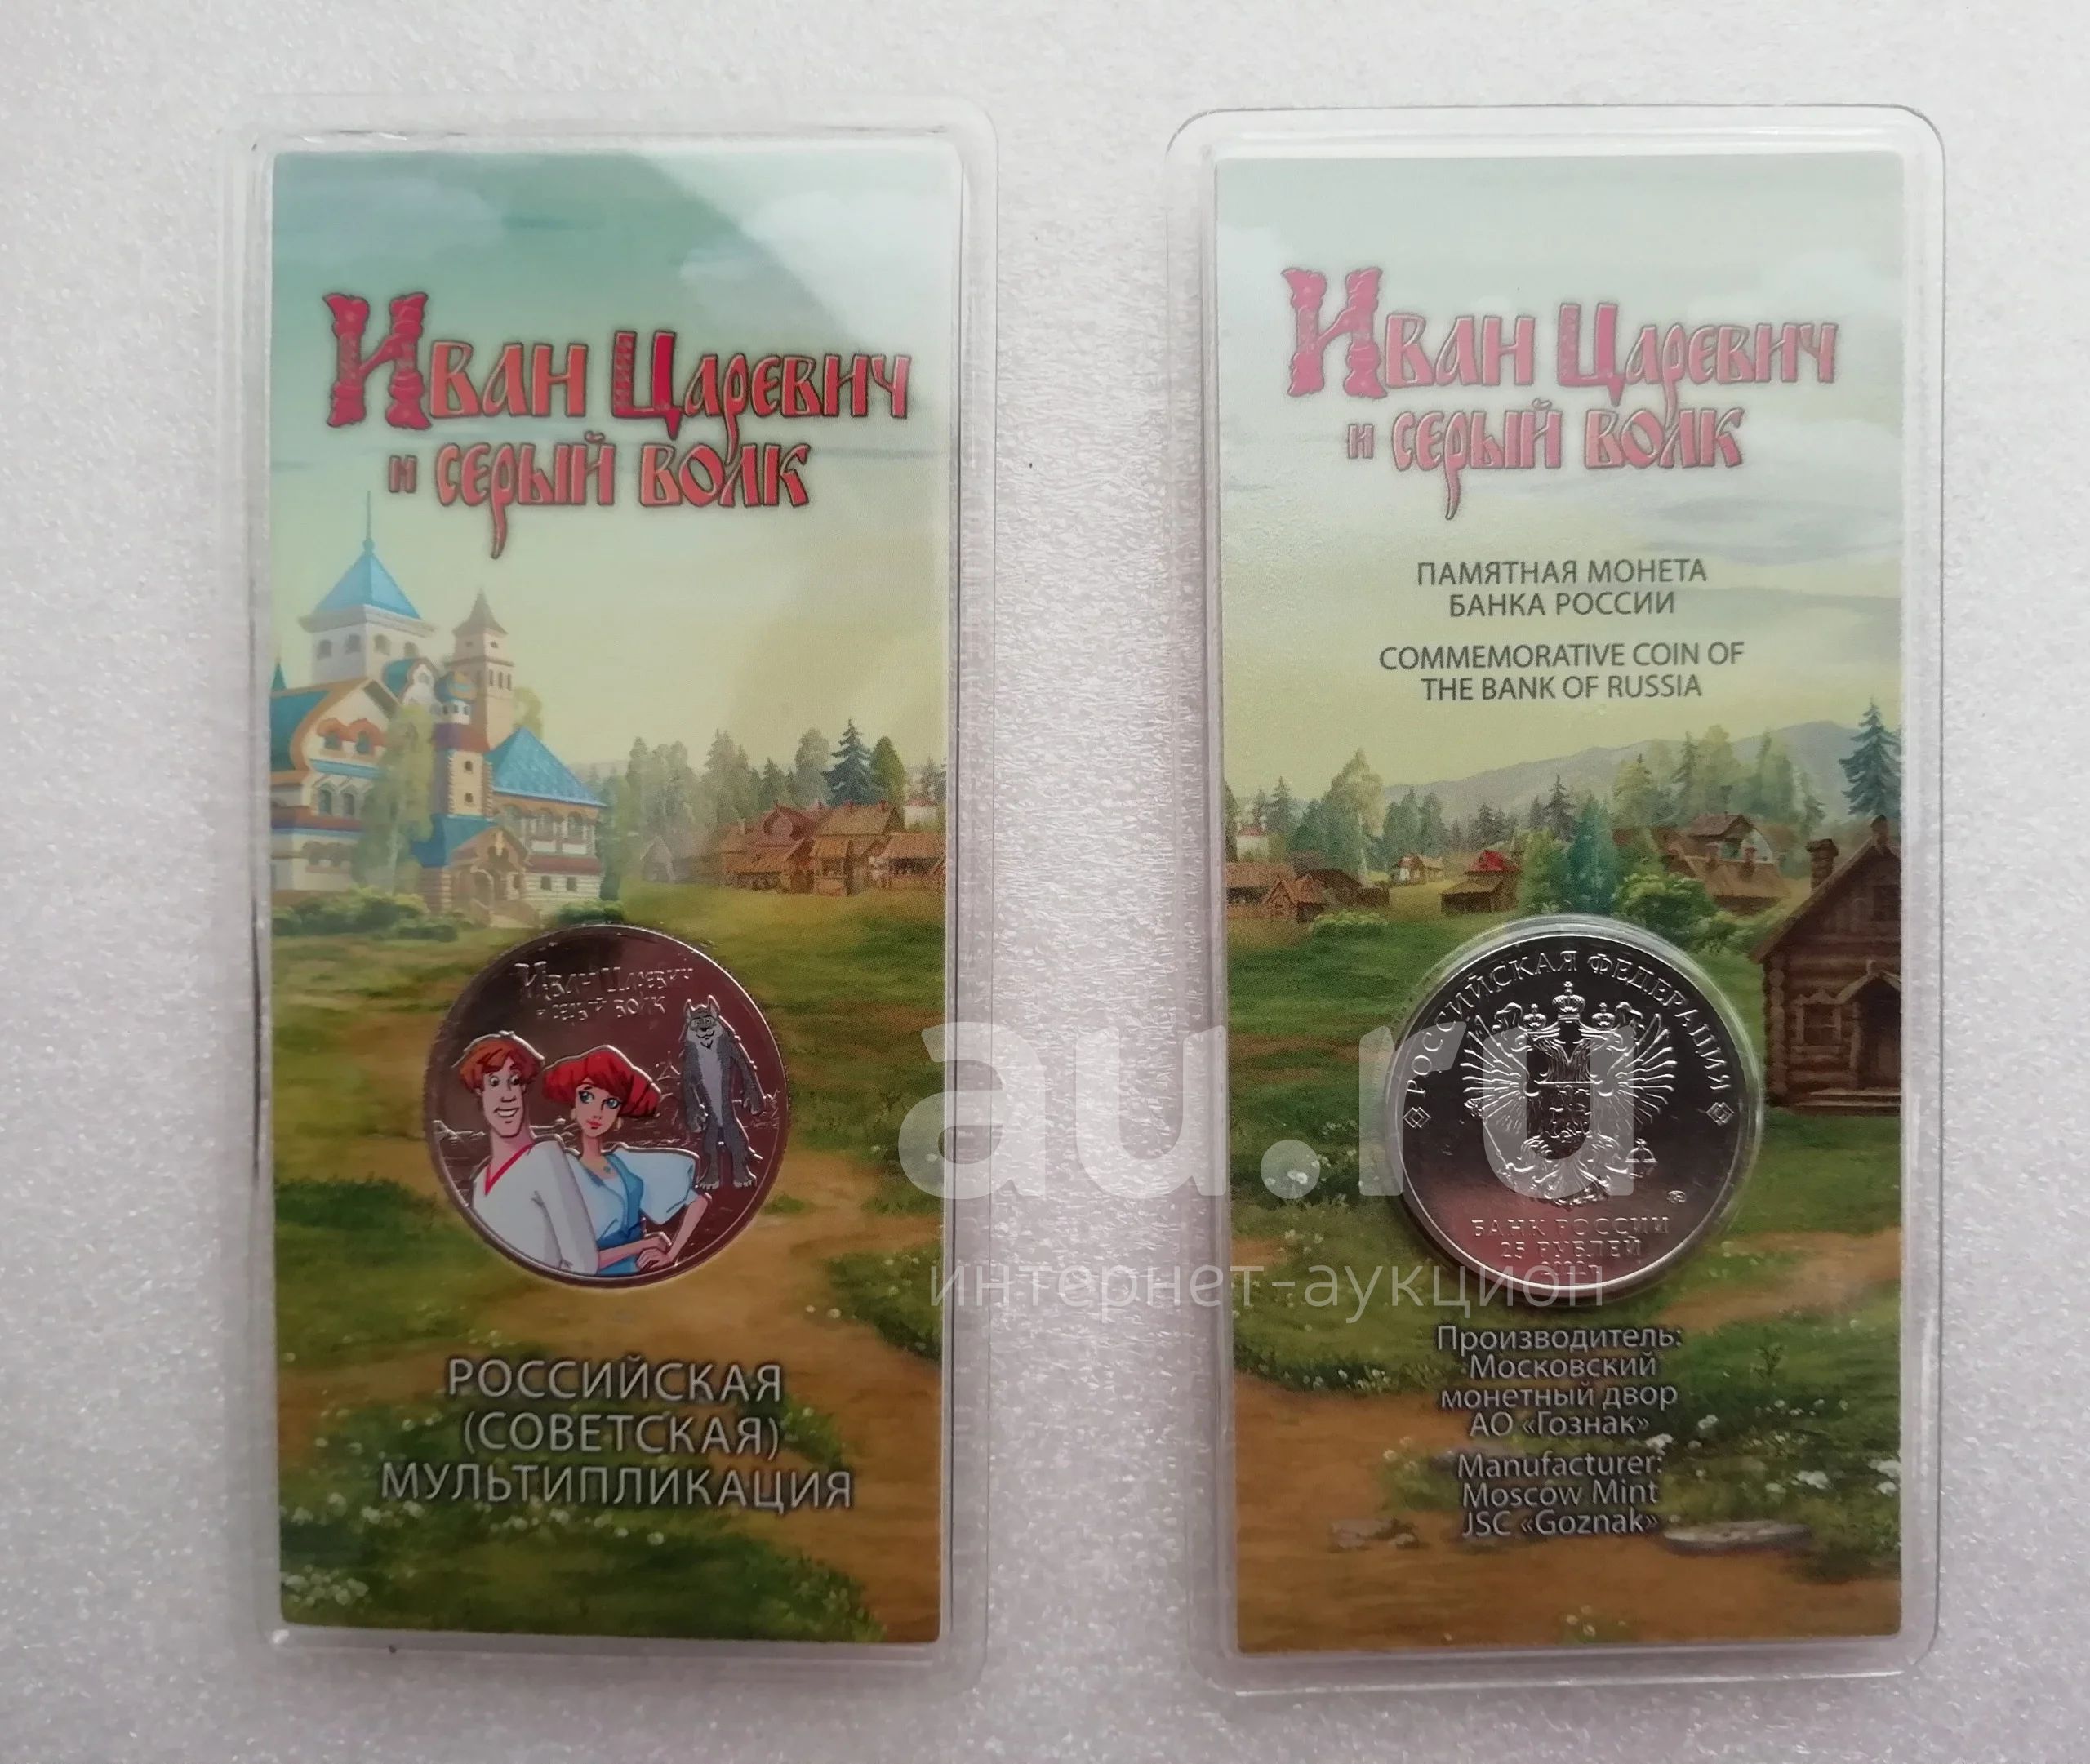 Иван Царевич
и серый волк
Иван Царевич
и серый волк
РОССИЙСКАЯ
(СОВЕТСКАЯ)
МУЛЬТИПЛИКАЦИЯ
Иван Царевич
и серый волк
ПАМЯТНАЯ МОНЕТА
БАНКА РОССИИ
COMMEMORATIVE COIN OF
THE BANK OF RUSSIA
РОССИЙСКАЯ ФЕДЕРАЦИЯ
БАНК РОССИИ
25 РУБЛЕЙ
Производитель:
Московский
монетный двор
АО «Гознак»
Manufacturer:
Moscow Mint
JSC «Goznak»
au.ru
интернет-аукцион